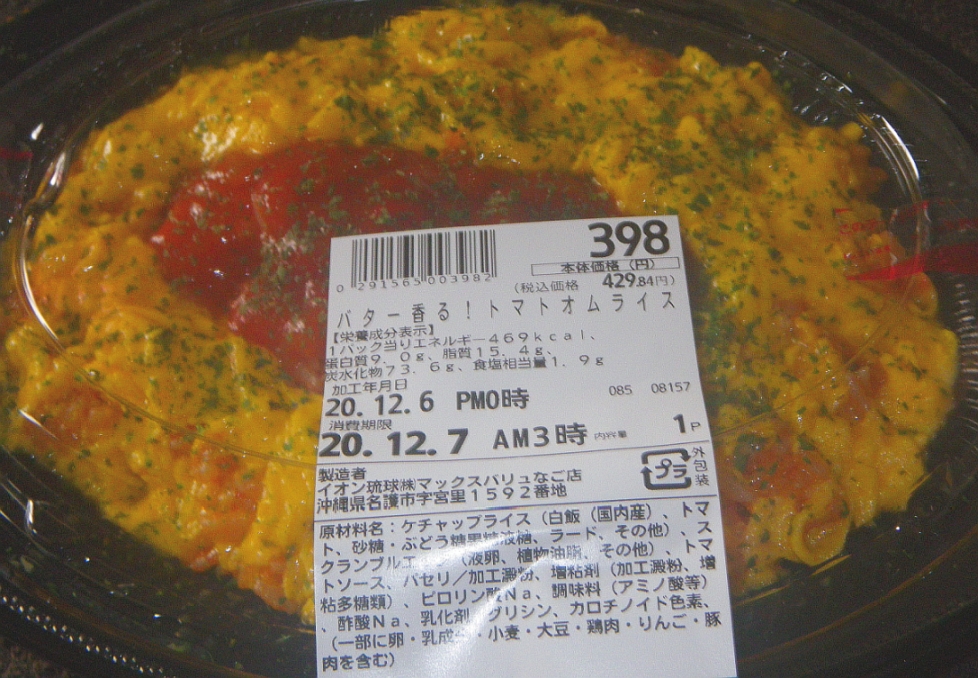 398
本体価格（円）
0 291565 003982
（税込価格 429.84円）
バター香る！トマトオムライス
【栄養成分表示】
1パック当りエネルギー469kcal、
蛋白質9.0g、脂質15.4g、
炭水化物73.6g、食塩相当量1.9g
加工年月日
20.12.6 PM0時 085 08157
消費期限
20.12.7 AM3時 内容量 1P
製造者
イオン琉球㈱マックスバリュなご店
沖縄県名護市字宮里1592番地
プラ
外包装
原材料名：ケチャップライス（白飯（国内産）、トマ
ト、砂糖・ぶどう糖果糖液糖、ラード、その他）、ス
クランブルエッグ（液卵、植物油脂、その他）、トマ
トソース、パセリ／加工澱粉、増粘剤（加工澱粉、増
粘多糖類）、ピロリン酸Na、調味料（アミノ酸等）
、酢酸Na、乳化剤、グリシン、カロチノイド色素、
（一部に卵・乳成分・小麦・大豆・鶏肉・りんご・豚
肉を含む）